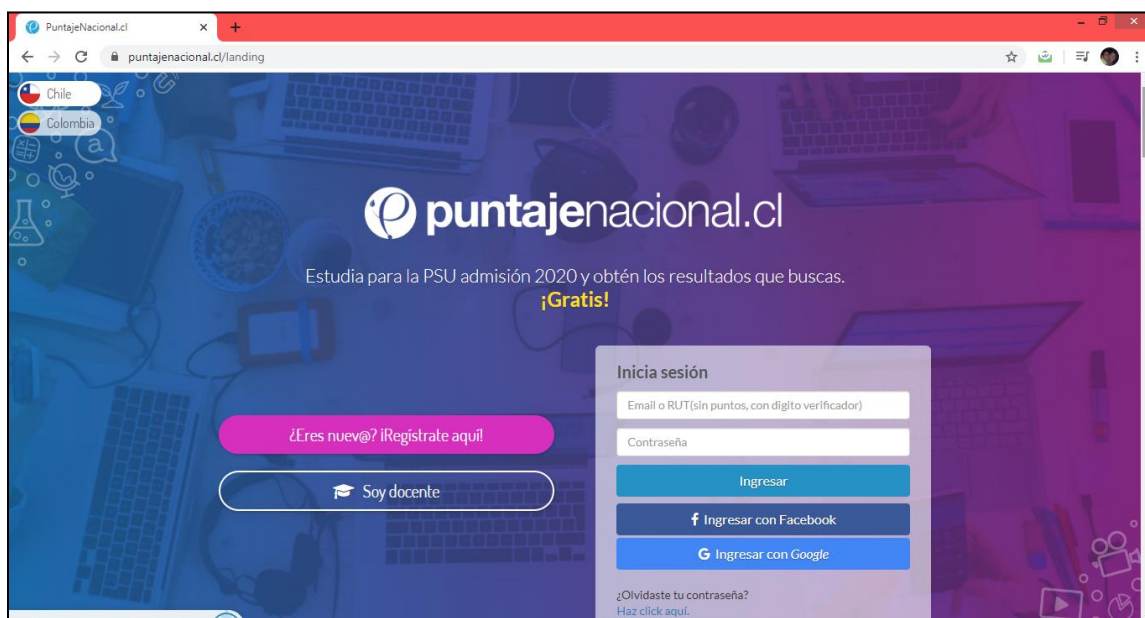 PuntajeNacional.cl
puntajenacional.cl/landing
Chile
Colombia
puntajenacional.cl
Estudia para la PSU admisión 2020 y obtén los resultados que buscas.
¡Gratis!
Inicia sesión
Email o RUT(sin puntos, con digito verificador)
Contraseña
¿Eres nuev@? ¡Regístrate aquí!
Soy docente
Ingresar
Ingresar con Facebook
Ingresar con Google
¿Olvidaste tu contraseña?
Haz click aquí.